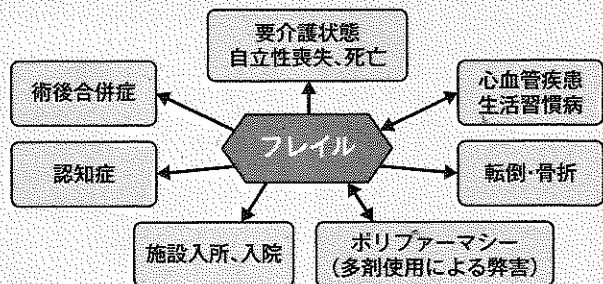 要介護状態
自立性喪失、死亡
術後合併症
心血管疾患
生活習慣病
フレイル
認知症
転倒・骨折
施設入所、入院
ポリファーマシー
(多剤使用による弊害)